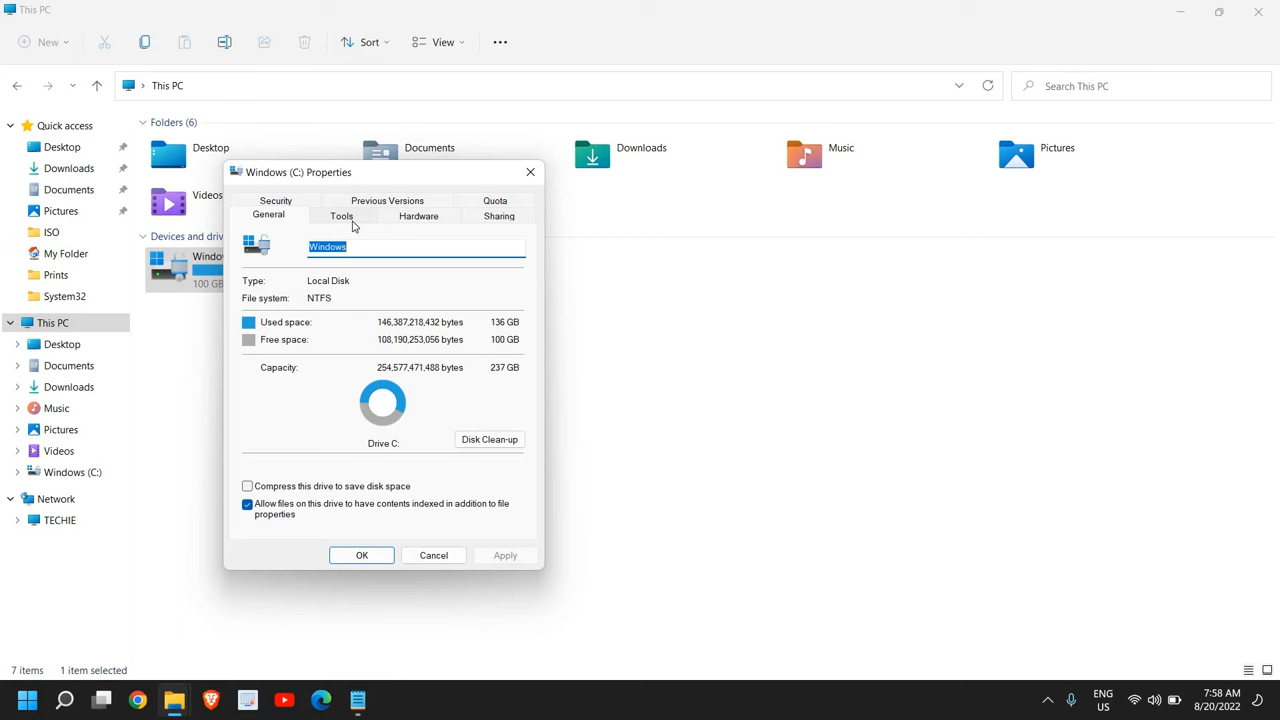 This PC
New
Sort
View
This PC
Search This PC
Quick access
Desktop
Downloads
Documents
Pictures
ISO
My Folder
Prints
System32
This PC
Desktop
Documents
Downloads
Music
Pictures
Videos
Windows (C:)
Network
TECHIE
Folders (6)
Desktop
Documents
Downloads
Music
Pictures
Videos
Devices and driv
Windo
100 GB
Windows (C:) Properties
Security
Previous Versions
Quota
General
Tools
Hardware
Sharing
Windows
Type: Local Disk
File system: NTFS
Used space: 146,387,218,432 bytes 136 GB
Free space: 108,190,253,056 bytes 100 GB
Capacity: 254,577,471,488 bytes 237 GB
Drive C:
Disk Clean-up
Compress this drive to save disk space
Allow files on this drive to have contents indexed in addition to file
properties
OK
Cancel
Apply
7 items
1 item selected
ENG
US
7:58 AM
8/20/2022